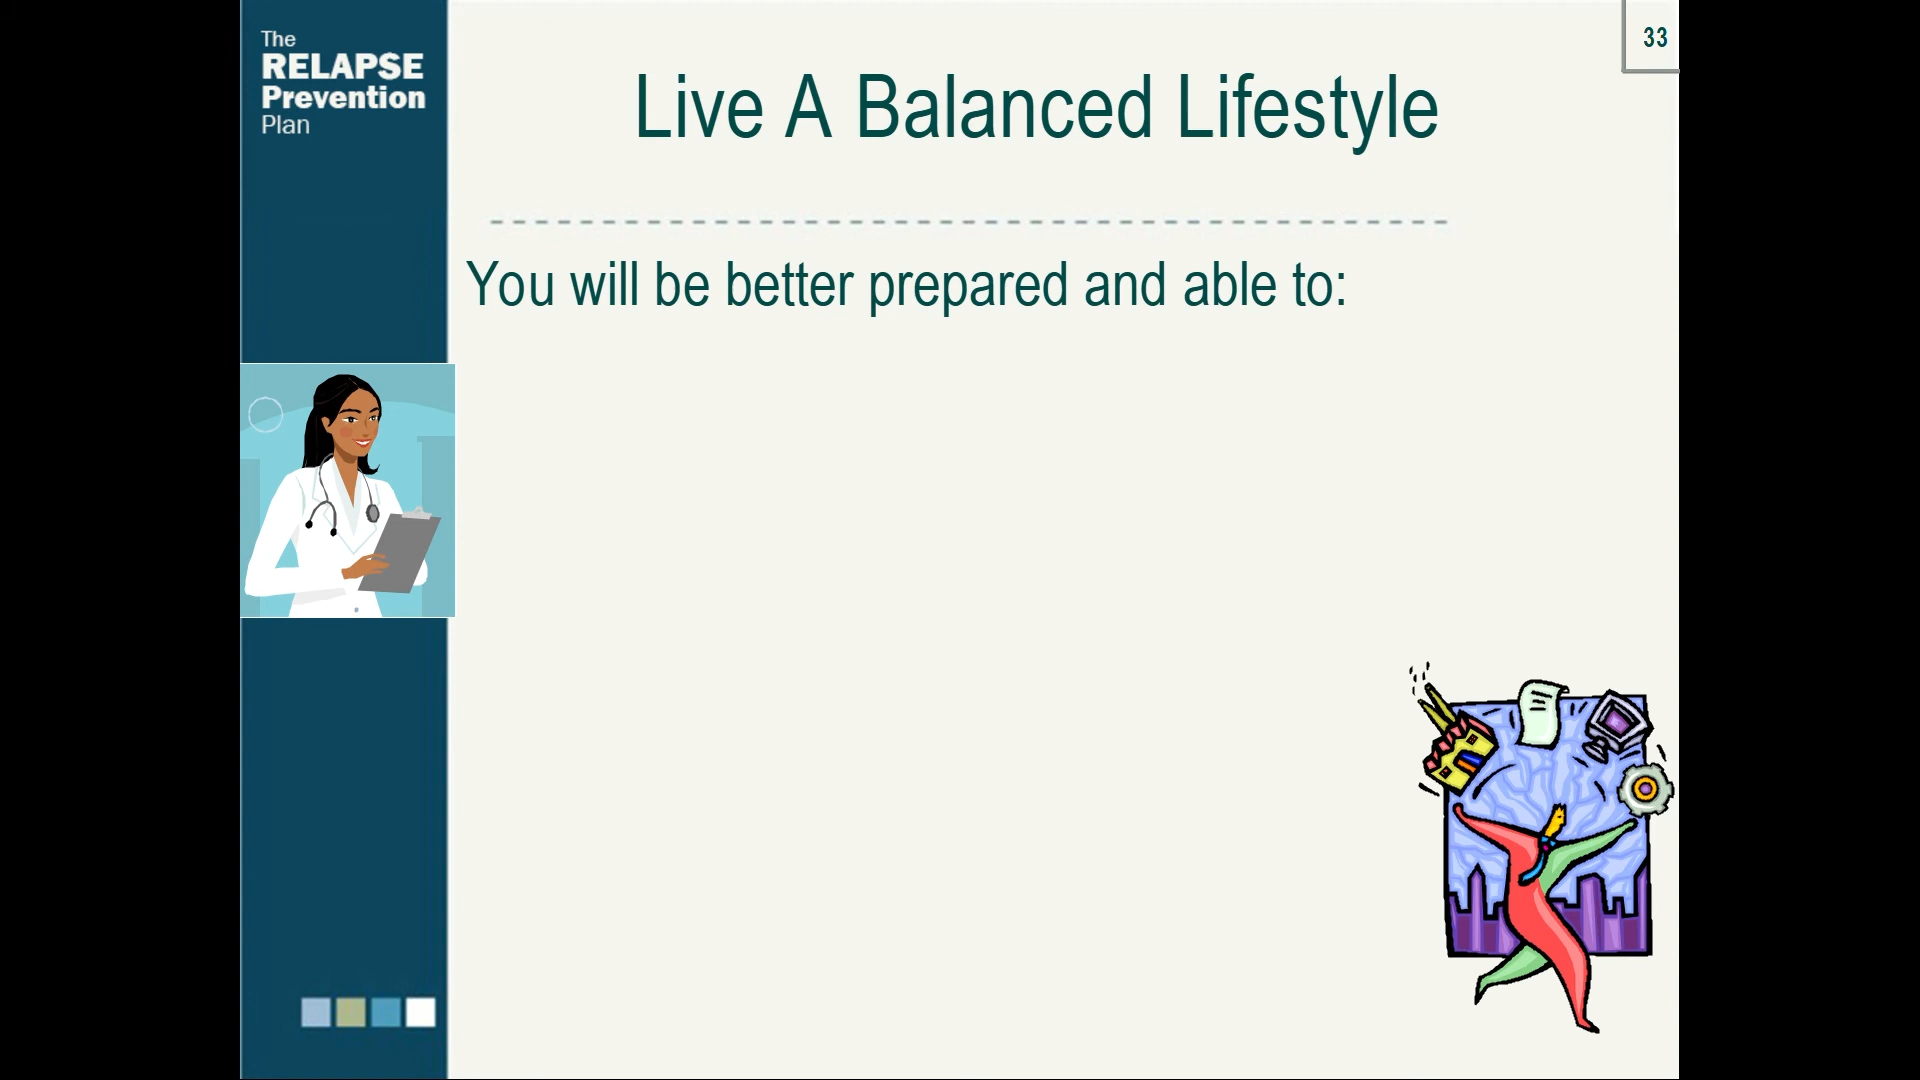 The
RELAPSE
Prevention
Plan
33
Live A Balanced Lifestyle
You will be better prepared and able to: